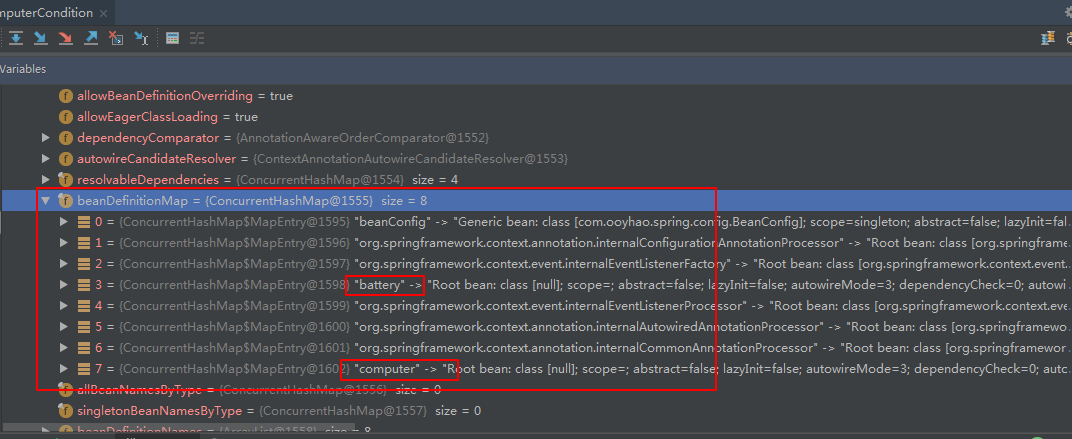 mputerCondition ×
Variables
allowBeanDefinitionOverriding = true
allowEagerClassLoading = true
dependencyComparator = {AnnotationAwareOrderComparator@1552}
autowireCandidateResolver = {ContextAnnotationAutowireCandidateResolver@1553}
resolvableDependencies = {ConcurrentHashMap@1554} size = 4
beanDefinitionMap = {ConcurrentHashMap@1555} size = 8
0 = {ConcurrentHashMap$MapEntry@1595} "beanConfig" -> "Generic bean: class [com.ooyhao.spring.config.BeanConfig]; scope=singleton; abstract=false; lazyInit=fal...
1 = {ConcurrentHashMap$MapEntry@1596} "org.springframework.context.annotation.internalConfigurationAnnotationProcessor" -> "Root bean: class [org.springframework.
2 = {ConcurrentHashMap$MapEntry@1597} "org.springframework.context.event.internalEventListenerFactory" -> "Root bean: class [org.springframework.context.event.
3 = {ConcurrentHashMap$MapEntry@1598} "battery" -> "Root bean: class [null]; scope=; abstract=false; lazyInit=false; autowireMode=3; dependencyCheck=0; autowi...
4 = {ConcurrentHashMap$MapEntry@1599} "org.springframework.context.event.internalEventListenerProcessor" -> "Root bean: class [org.springframework.conte...
5 = {ConcurrentHashMap$MapEntry@1600} "org.springframework.context.annotation.internalAutowiredAnnotationProcessor" -> "Root bean: class [org.springframewo...
6 = {ConcurrentHashMap$MapEntry@1601} "org.springframework.context.annotation.internalCommonAnnotationProcessor" -> "Root bean: class [org.springframewor...
7 = {ConcurrentHashMap$MapEntry@1602} "computer" -> "Root bean: class [null]; scope=; abstract=false; lazyInit=false; autowireMode=3; dependencyCheck=0; autc...
allBeanNamesByType = {ConcurrentHashMap@1556} size = 0
singletonBeanNamesByType = {ConcurrentHashMap@1557} size = 0
beanDefinitionNames = {ArrayList@1558} size = 8